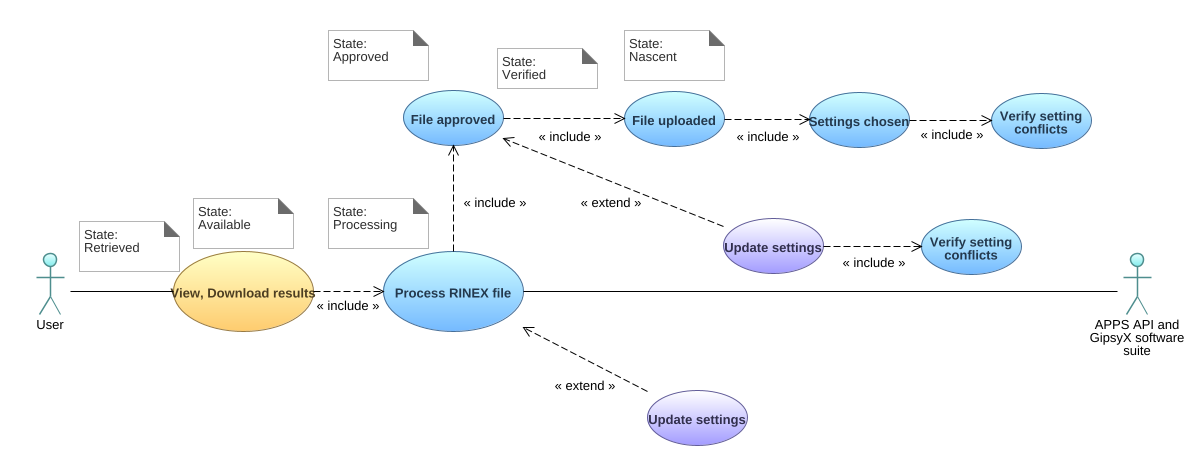 State:
Approved
State:
Verified
State:
Nascent
File approved
« include »
File uploaded
« include »
Settings chosen
« include »
Verify setting
conflicts
« include »
« extend »
State:
Retrieved
State:
Available
State:
Processing
Update settings
« include »
Verify setting
conflicts
User
View, Download results
« include »
Process RINEX file
APPS API and
GipsyX software
suite
« extend »
Update settings